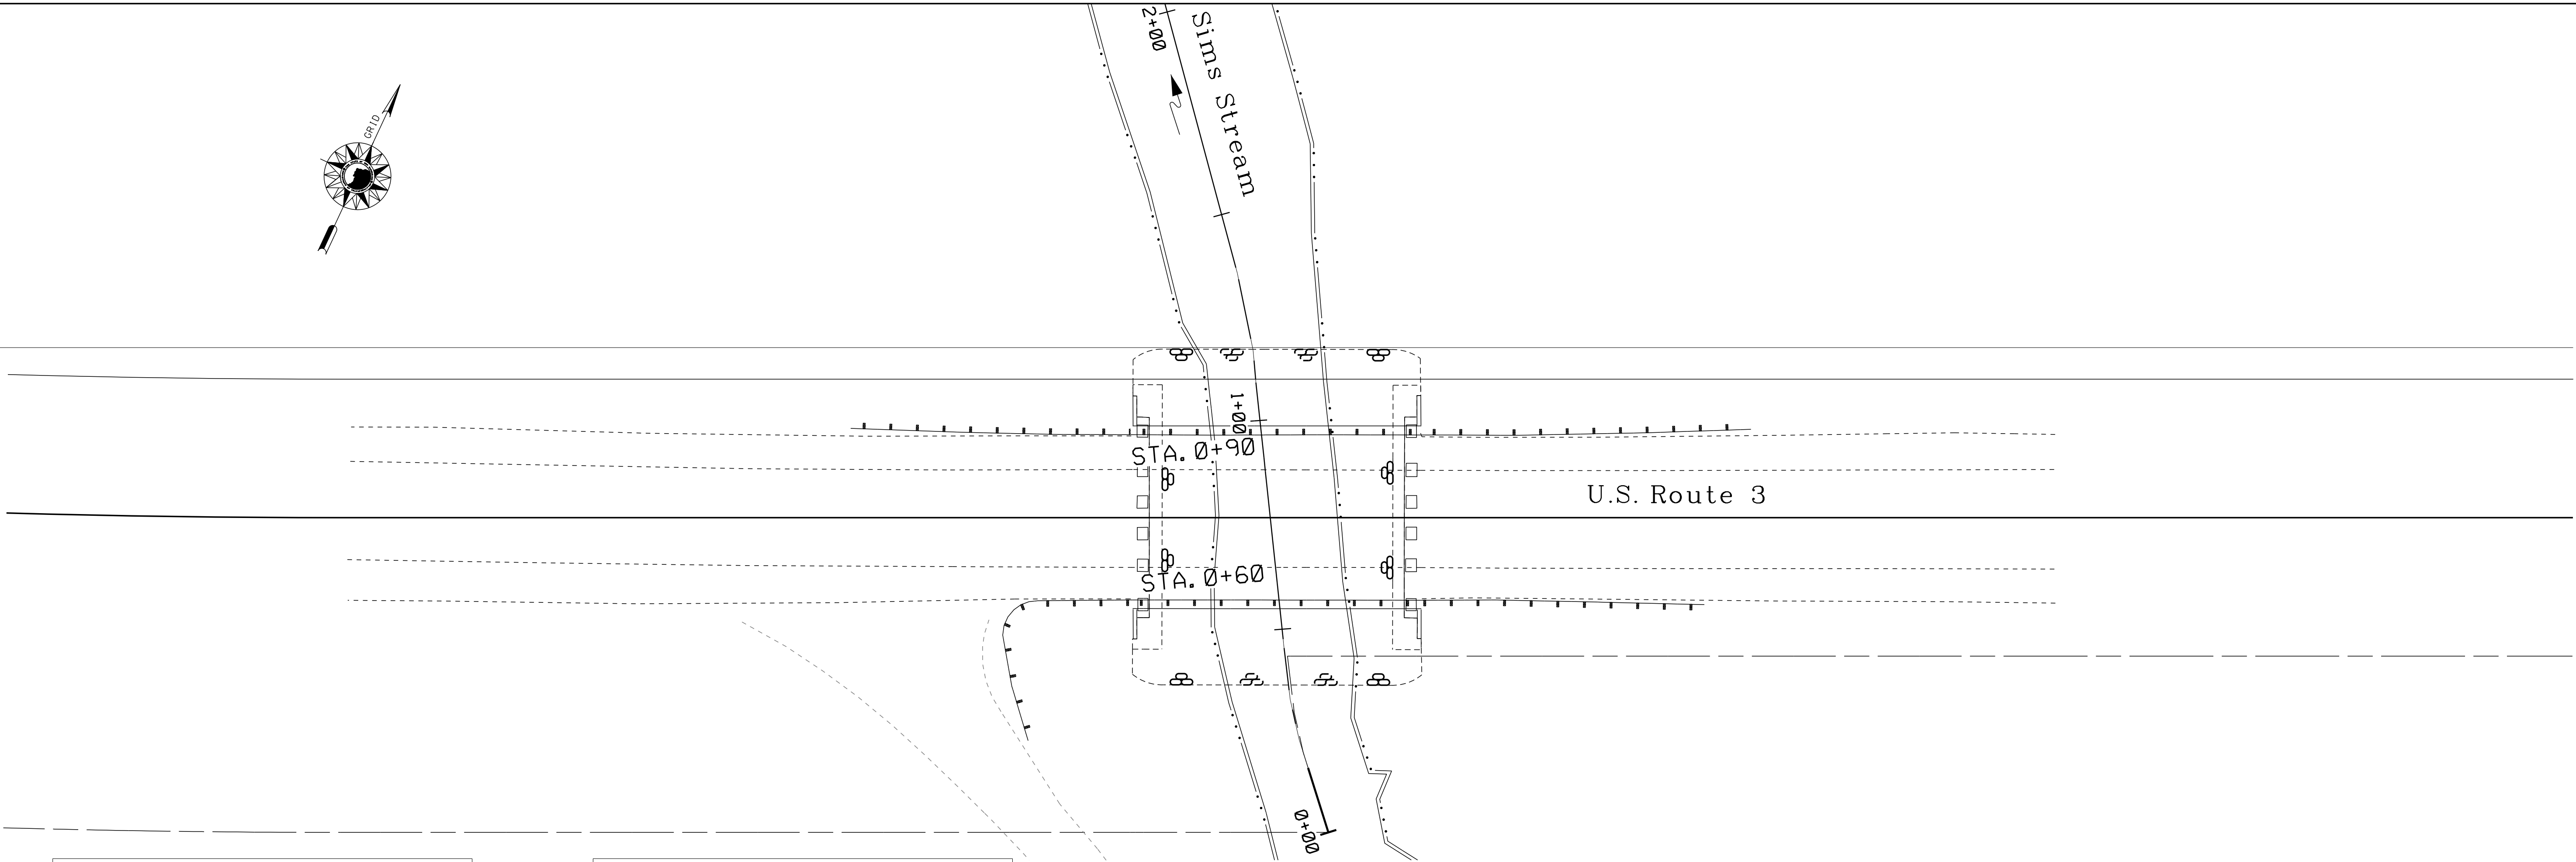 2+00
Sims Stream
GRID
1+00
STA. 0+90
U.S. Route 3
STA. 0+60
0+00